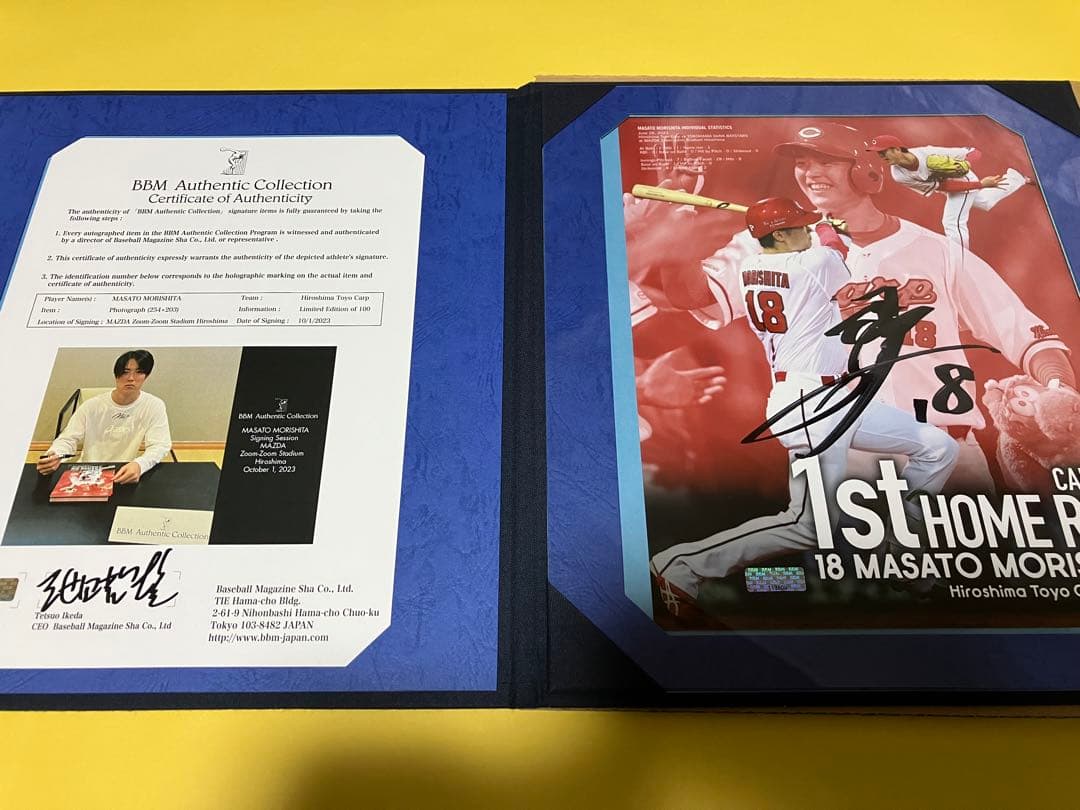 BBM Authentic Collection
Certificate of Authenticity
The authenticity of「BBM Authentic Collection」signature items is fully guaranteed by taking the
following steps :
1. Every autographed item in the BBM Authentic Collection Program is witnessed and authenticated
by a director of Baseball Magazine Sha Co., Ltd. or representative .
2. This certificate of authenticity expressly warrants the authenticity of the depicted athlete's signature.
3. The identification number below corresponds to the holographic marking on the actual item and
certificate of authenticity.
Player Name(s) : MASATO MORISHITA Team : Hiroshima Toyo Carp
Item : Photograph (254×203) Information : Limited Edition of 100
Location of Signing : MAZDA Zoom-Zoom Stadium Hiroshima Date of Signing : 10/1/2023
BBM Authentic Collection
MASATO MORISHITA
Signing Session
MAZDA
Zoom-Zoom Stadium
Hiroshima
October 1, 2023
BBM Authentic Collection
Tetsuo Ikeda
CEO Baseball Magazine Sha Co., Ltd
Baseball Magazine Sha Co., Ltd.
TIE Hama-cho Bldg.
2-61-9 Nihonbashi Hama-cho Chuo-ku
Tokyo 103-8482 JAPAN
http://www.bbm-japan.com
MASATO MORISHITA INDIVIDUAL STATISTICS
MORISHITA
18
18
18
1st HOME
18 MASATO MORIS
Hiroshima Toyo